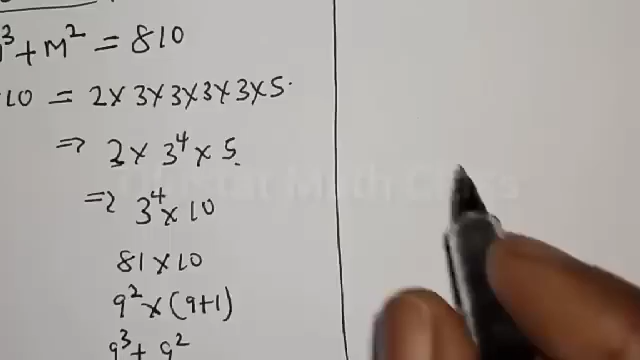 ³ + M² = 810
10 = 2 × 3 × 3 × 3 × 3 × 5
⇒ 2 × 3⁴ × 5
⇒ 3⁴ × 10
81 × 10
9² × (9+1)
9³ + 9²